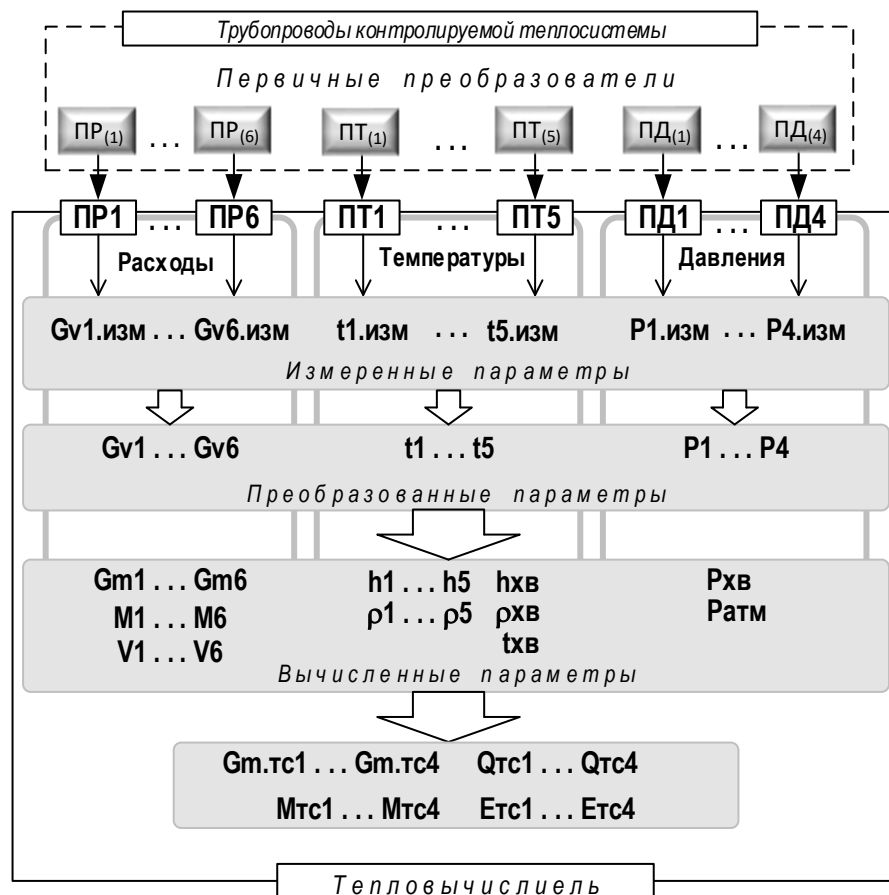 Трубопроводы контролируемой теплосистемы
Первичные преобразователи
ПР(1) ... ПР(6) ПТ(1) ... ПТ(5) ПД(1) ... ПД(4)
ПР1 ... ПР6 ПТ1 ... ПТ5 ПД1 ... ПД4
Расходы Температуры Давления
Gv1.изм ... Gv6.изм t1.изм ... t5.изм P1.изм ... P4.изм
Измеренные параметры
Gv1 ... Gv6 t1 ... t5 P1 ... P4
Преобразованные параметры
Gm1 ... Gm6 h1 ... h5 hхв Pхв
M1 ... M6 ρ1 ... ρ5 ρхв Pатм
V1 ... V6 tхв
Вычисленные параметры
Gm.тс1 ... Gm.тс4 Qтс1 ... Qтс4
Mтс1 ... Mтс4 Eтс1 ... Eтс4
Тепловычислиель